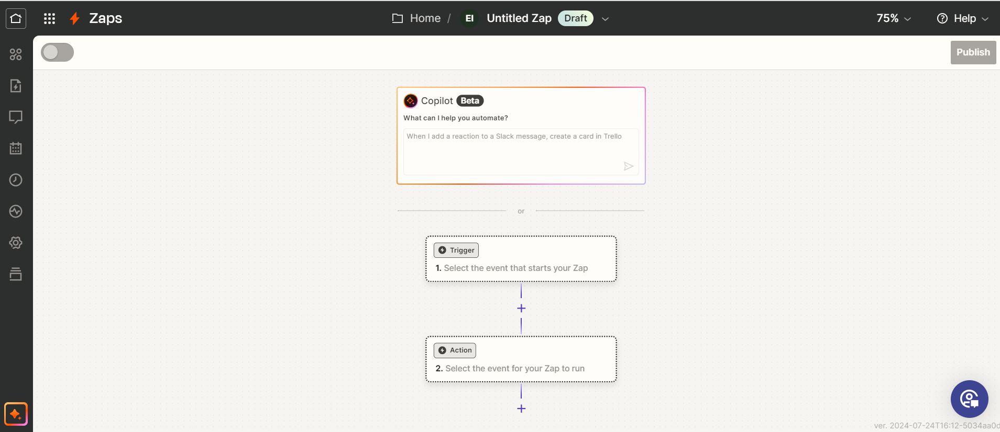 Zaps
Home / EI Untitled Zap Draft
75%
Help
Publish
Copilot Beta
What can I help you automate?
When I add a reaction to a Slack message, create a card in Trello
or
Trigger
1. Select the event that starts your Zap
Action
2. Select the event for your Zap to run
ver. 2024-07-24T16:12-5034aa0d